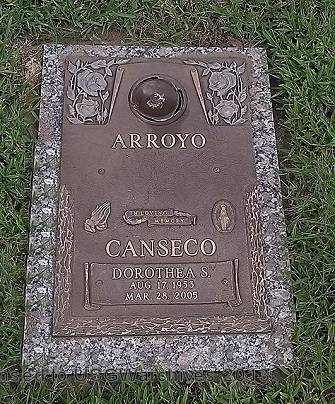 ARROYO
IN LOVING
MEMORY
CANSECO
DOROTHEA S.
AUG 17 1953
MAR 28, 2005